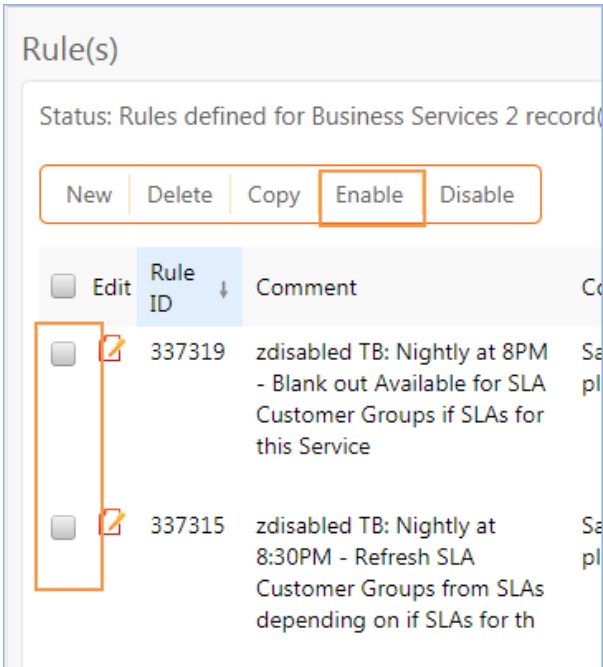 Rule(s)
Status: Rules defined for Business Services 2 record(
New Delete Copy Enable Disable
Edit Rule ID ↓ Comment
337319 zdisabled TB: Nightly at 8PM
- Blank out Available for SLA
Customer Groups if SLAs for
this Service
337315 zdisabled TB: Nightly at
8:30PM - Refresh SLA
Customer Groups from SLAs
depending on if SLAs for th